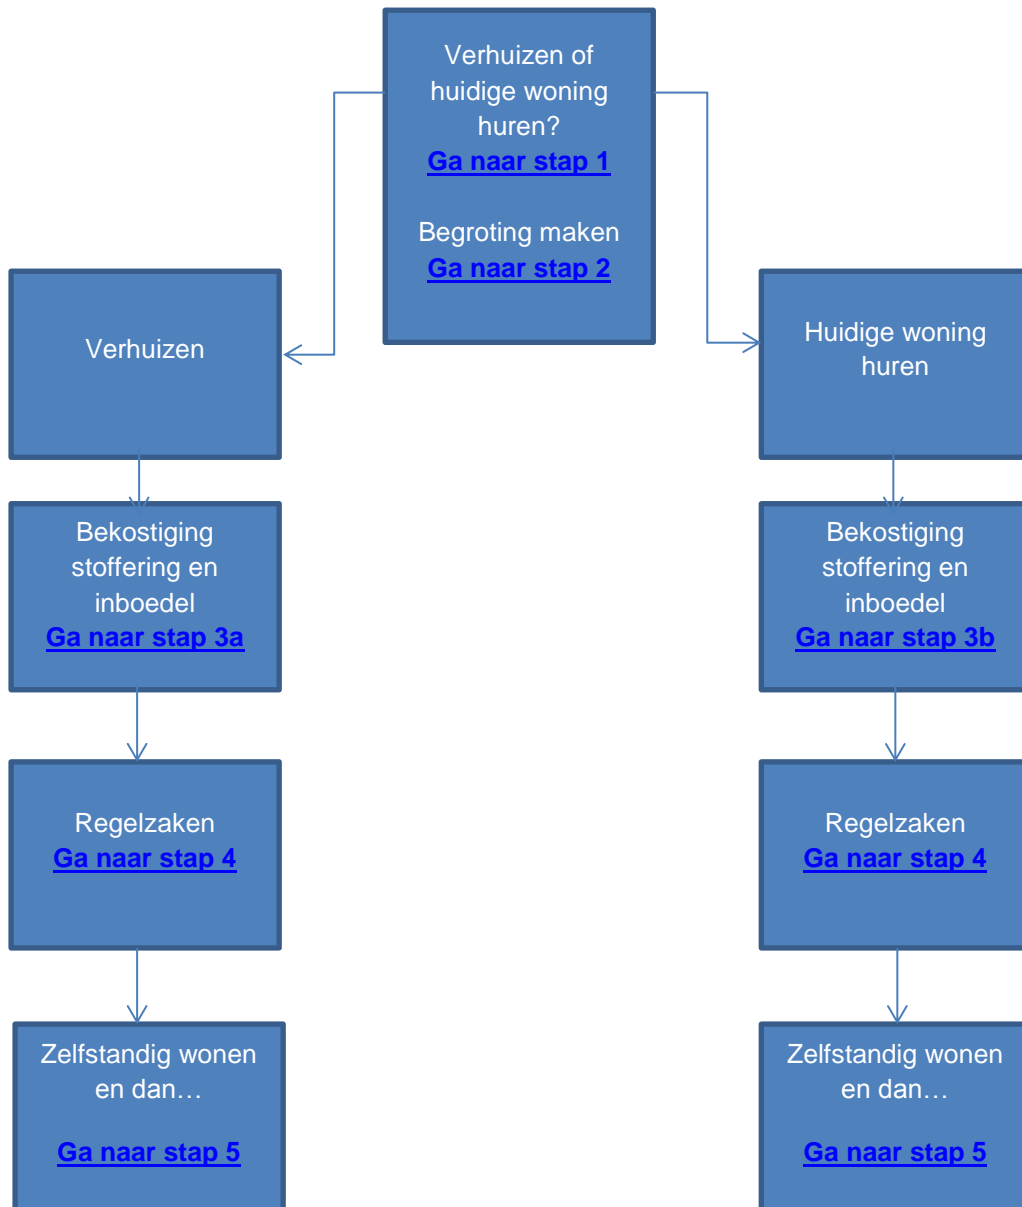 Verhuizen of
huidige woning
huren?
Ga naar stap 1
Begroting maken
Ga naar stap 2
Verhuizen
Huidige woning
huren
Bekostiging
stoffering en
inboedel
Ga naar stap 3a
Bekostiging
stoffering en
inboedel
Ga naar stap 3b
Regelzaken
Ga naar stap 4
Regelzaken
Ga naar stap 4
Zelfstandig wonen
en dan…
Ga naar stap 5
Zelfstandig wonen
en dan…
Ga naar stap 5